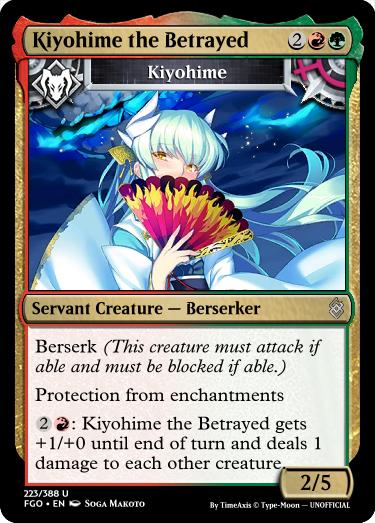 Kiyohime the Betrayed 2
Kiyohime
Servant Creature — Berserker
Berserk (This creature must attack if
able and must be blocked if able.)
Protection from enchantments
2 : Kiyohime the Betrayed gets
+1/+0 until end of turn and deals 1
damage to each other creature.
2/5
223/388 U
FGO • EN Soga Makoto
By TimeAxis © Type-Moon — UNOFFICIAL